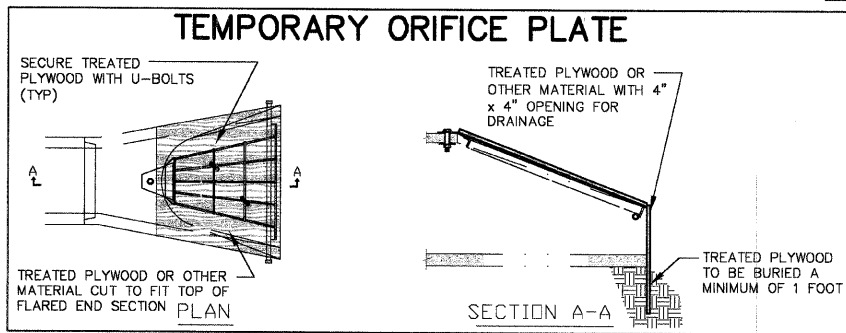 TEMPORARY ORIFICE PLATE
SECURE TREATED
PLYWOOD WITH U-BOLTS
(TYP)
A
A
TREATED PLYWOOD OR OTHER
MATERIAL CUT TO FIT TOP OF
FLARED END SECTION
PLAN
TREATED PLYWOOD OR
OTHER MATERIAL WITH 4"
x 4" OPENING FOR
DRAINAGE
TREATED PLYWOOD
TO BE BURIED A
MINIMUM OF 1 FOOT
SECTION A-A